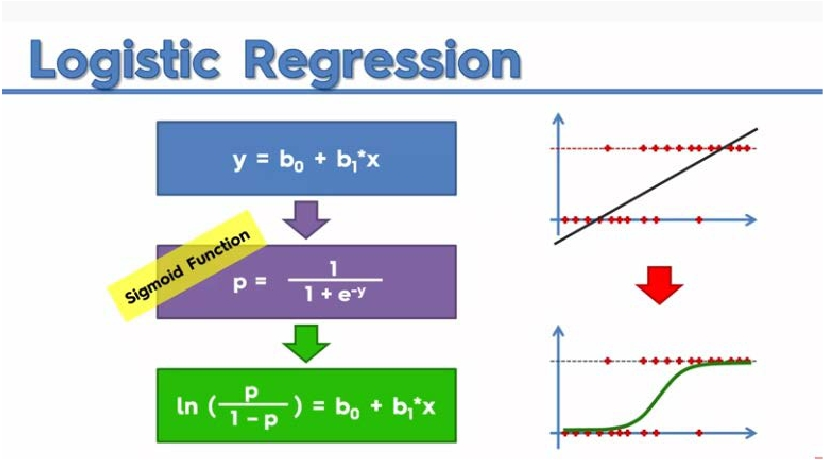 Logistic Regression
y = b₀ + b₁*x
Sigmoid Function
p = 1 / 1 + e⁻ʸ
ln ( p / 1 - p ) = b₀ + b₁*x